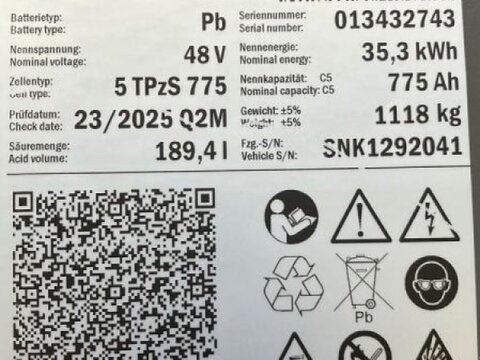 Batterietyp:
Battery type:
Pb
Seriennummer:
Serial number:
013432743
Nennspannung:
Nominal voltage:
48 V
Nennenergie:
Nominal energy:
35,3 kWh
Zellentyp:
Cell type:
5 TPzS 775
Nennkapazität: C5
Nominal capacity: C5
775 Ah
Prüfdatum:
Check date:
23/2025 Q2M
Gewicht: ±5%
Weight: ±5%
1118 kg
Säuremenge:
Acid volume:
189,4 l
Fzg.-S/N:
Vehicle S/N:
SNK1292041
Pb